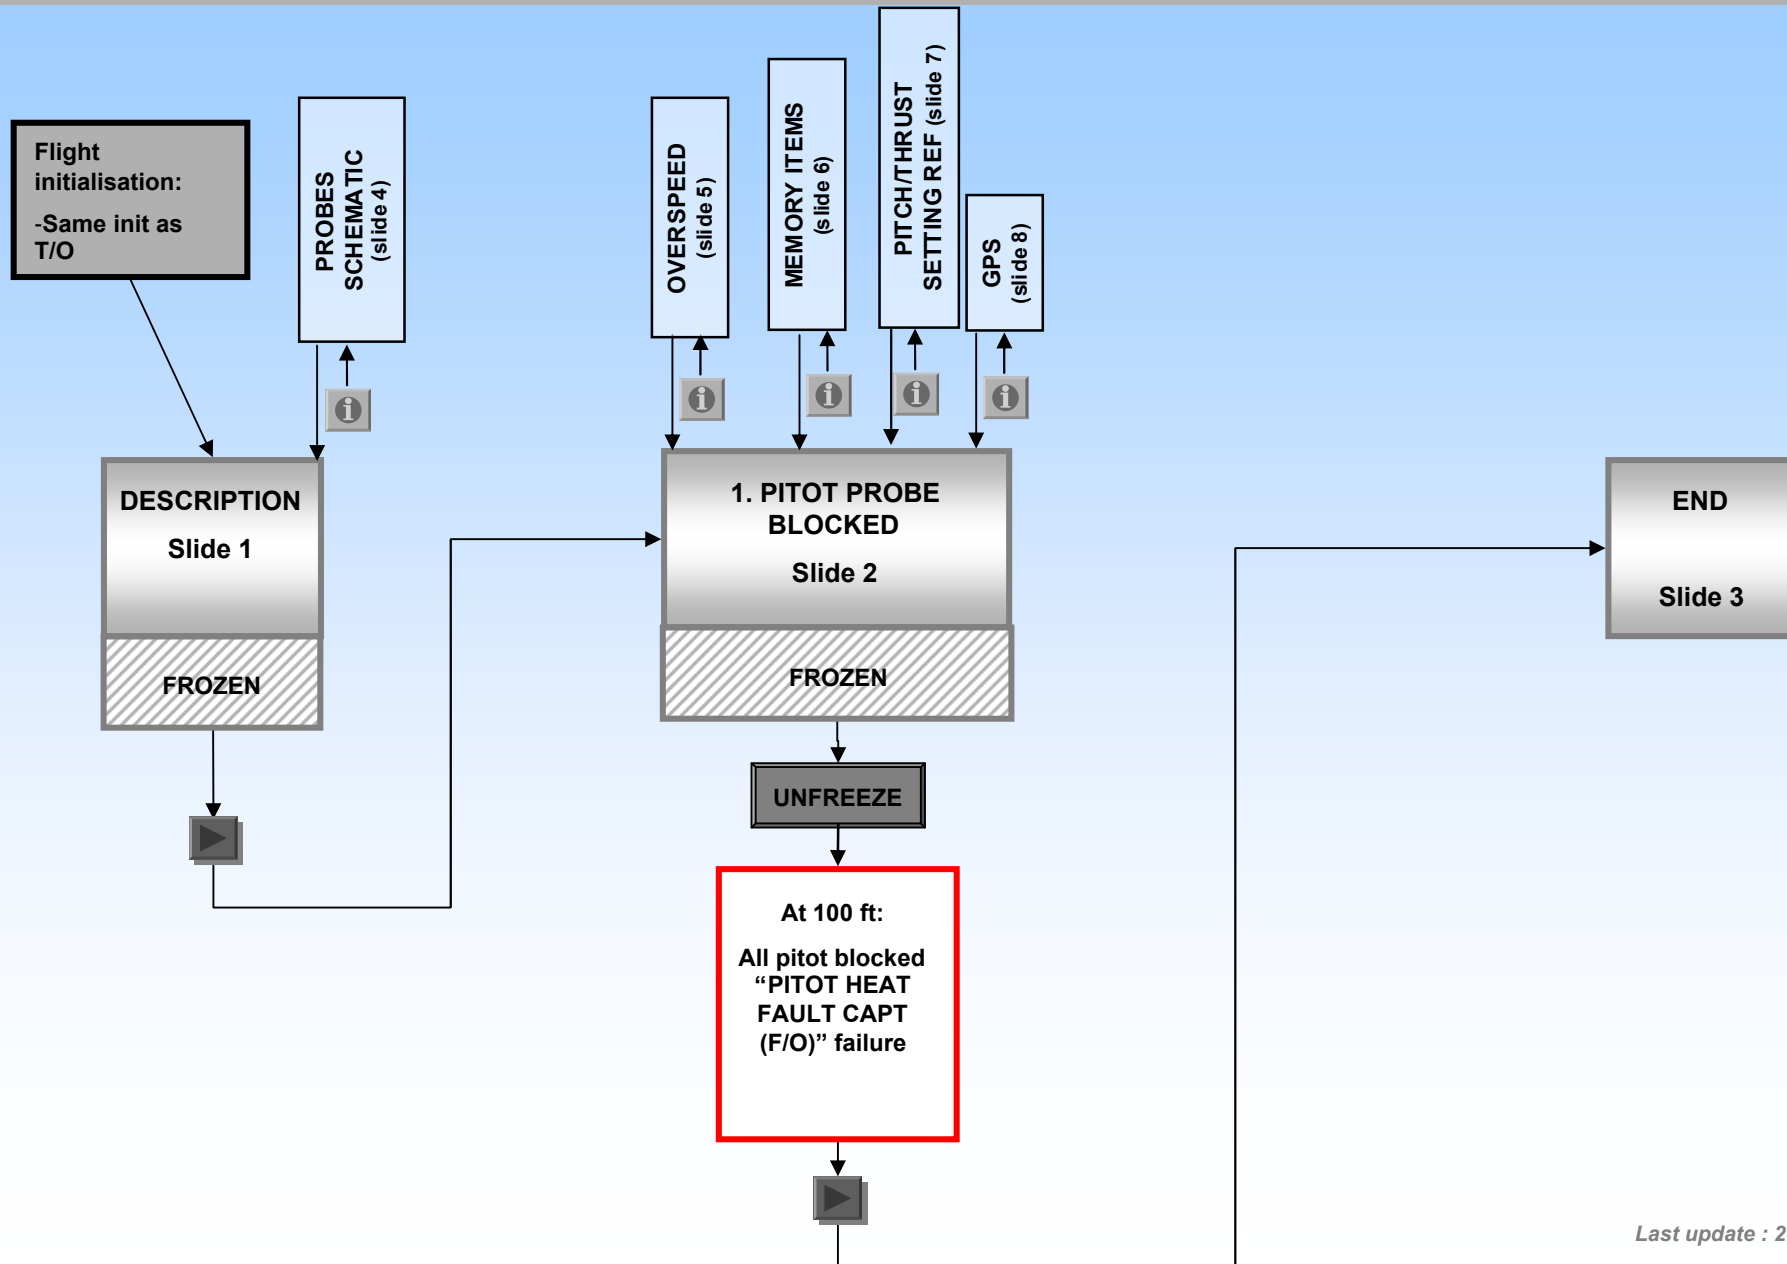 Flight
initialisation:
-Same init as
T/O
PROBES
SCHEMATIC
(slide 4)
OVERSPEED
(slide 5)
MEMORY ITEMS
(slide 6)
PITCH/THRUST
SETTING REF (slide 7)
GPS
(slide 8)
DESCRIPTION
Slide 1
FROZEN
1. PITOT PROBE
BLOCKED
Slide 2
FROZEN
UNFREEZE
At 100 ft:
All pitot blocked
“PITOT HEAT
FAULT CAPT
(F/O)” failure
END
Slide 3
Last update : 2